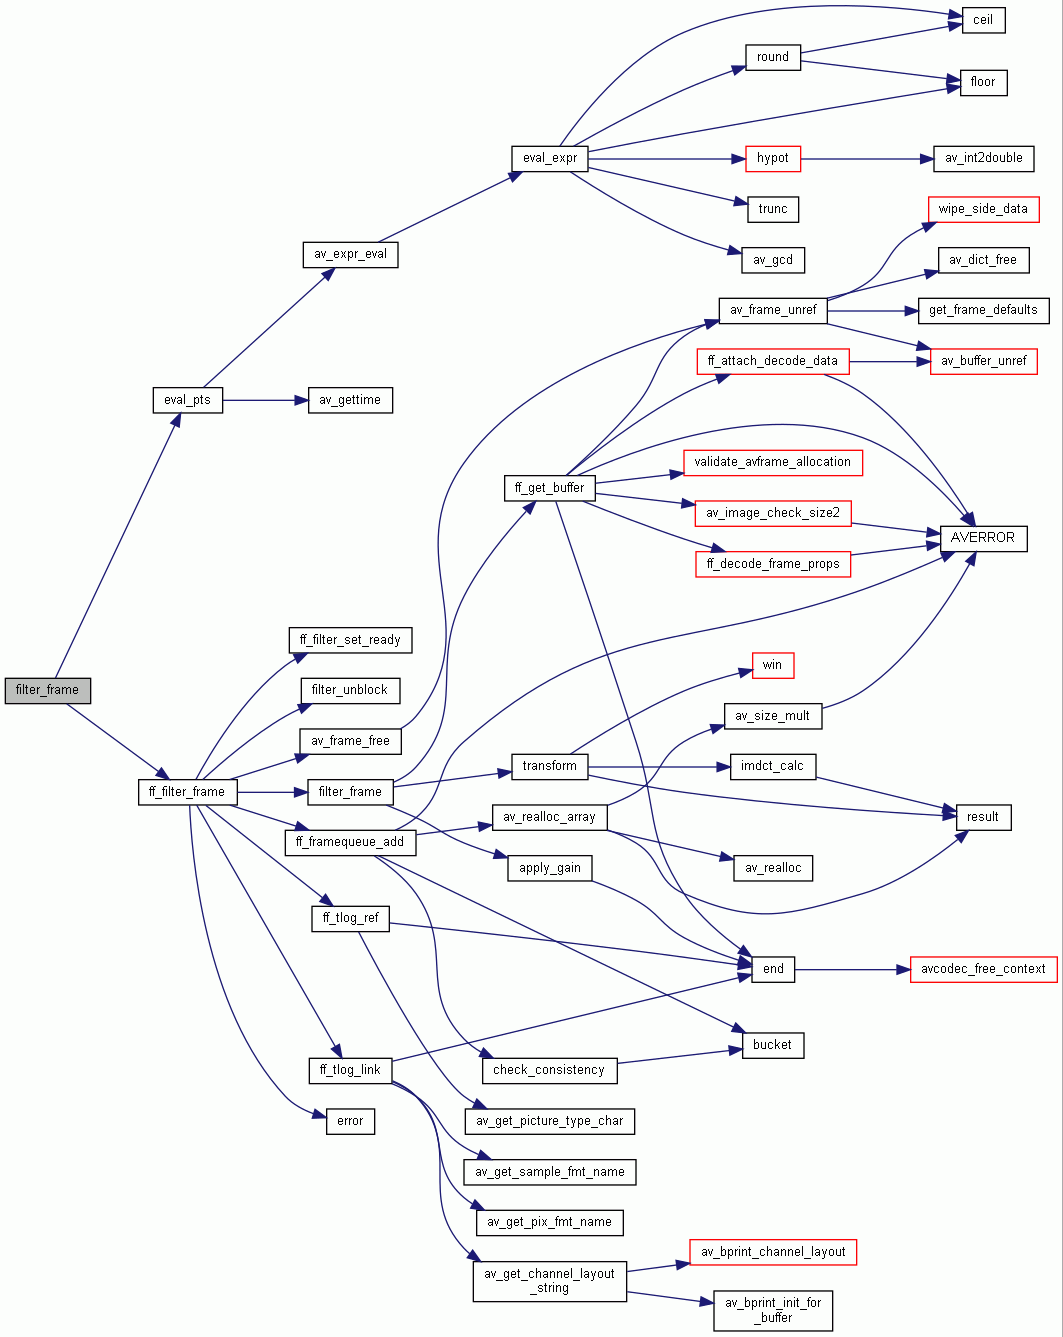 ceil
round
floor
eval_expr
hypot
av_int2double
trunc
wipe_side_data
av_expr_eval
av_gcd
av_dict_free
av_frame_unref
get_frame_defaults
ff_attach_decode_data
av_buffer_unref
eval_pts
av_gettime
validate_avframe_allocation
ff_get_buffer
av_image_check_size2
AVERROR
ff_decode_frame_props
ff_filter_set_ready
win
filter_frame
filter_unblock
av_size_mult
av_frame_free
transform
imdct_calc
ff_filter_frame
filter_frame
av_realloc_array
result
ff_framequeue_add
apply_gain
av_realloc
ff_tlog_ref
end
avcodec_free_context
bucket
ff_tlog_link
check_consistency
error
av_get_picture_type_char
av_get_sample_fmt_name
av_get_pix_fmt_name
av_bprint_channel_layout
av_get_channel_layout
_string
av_bprint_init_for
_buffer